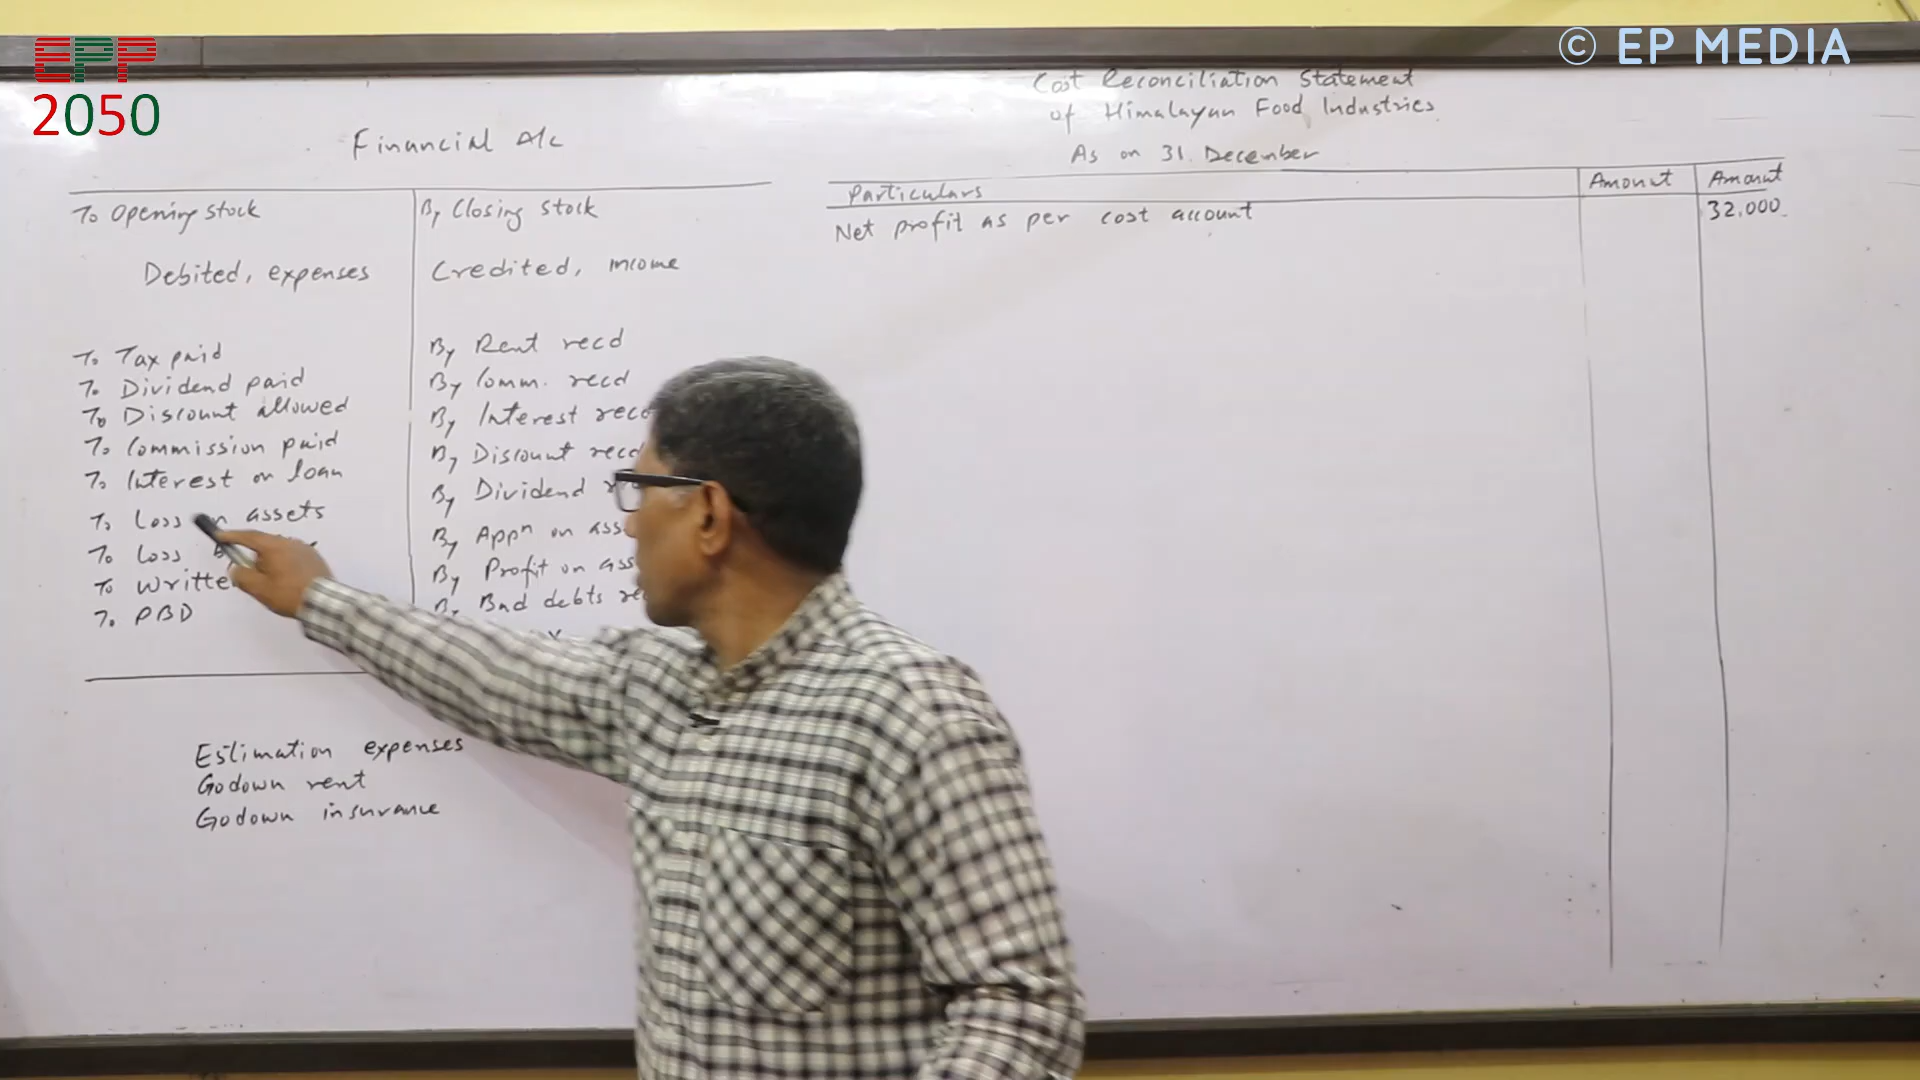 EPP
2050
© EP MEDIA
Financial A/c
To Opening stock
By Closing stock
Debited, expenses
Credited, income
To Tax paid
To Dividend paid
To Discount allowed
To Commission paid
To Interest on loan
To Loss on assets
To Loss
To Written
To PBD
By Rent recd
By Comm. recd
By Interest recd
By Discount recd
By Dividend
By Appn on
By Profit on
By Bad debts
Estimation expenses
Godown rent
Godown insurance
Cost Reconciliation Statement
of Himalayan Food Industries
As on 31 December
Particulars Amount Amount
Net profit as per cost account 32,000